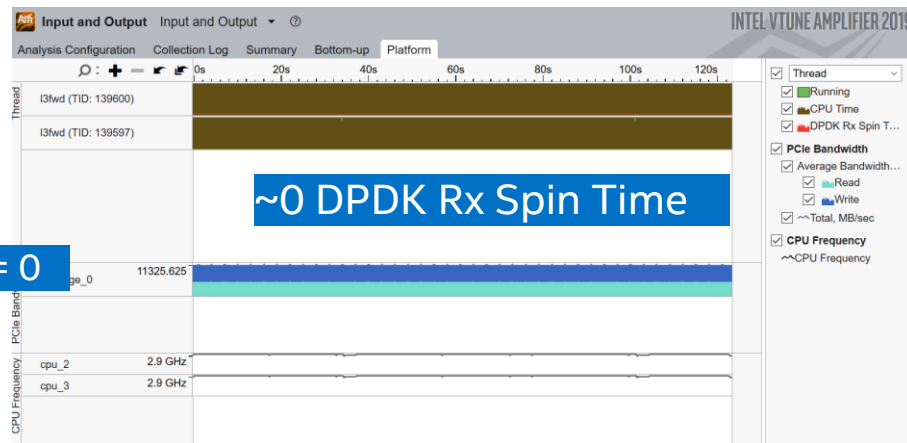 Input and Output Input and Output
INTEL VTUNE AMPLIFIER 2019
Analysis Configuration Collection Log Summary Bottom-up Platform
0s 20s 40s 60s 80s 100s 120s
Thread
l3fwd (TID: 139600)
l3fwd (TID: 139597)
~0 DPDK Rx Spin Time
= 0
ge_0 11325.625
PCIe Band
CPU Frequency
cpu_2 2.9 GHz
cpu_3 2.9 GHz
Thread
Running
CPU Time
DPDK Rx Spin T...
PCIe Bandwidth
Average Bandwidth...
Read
Write
Total, MB/sec
CPU Frequency
CPU Frequency